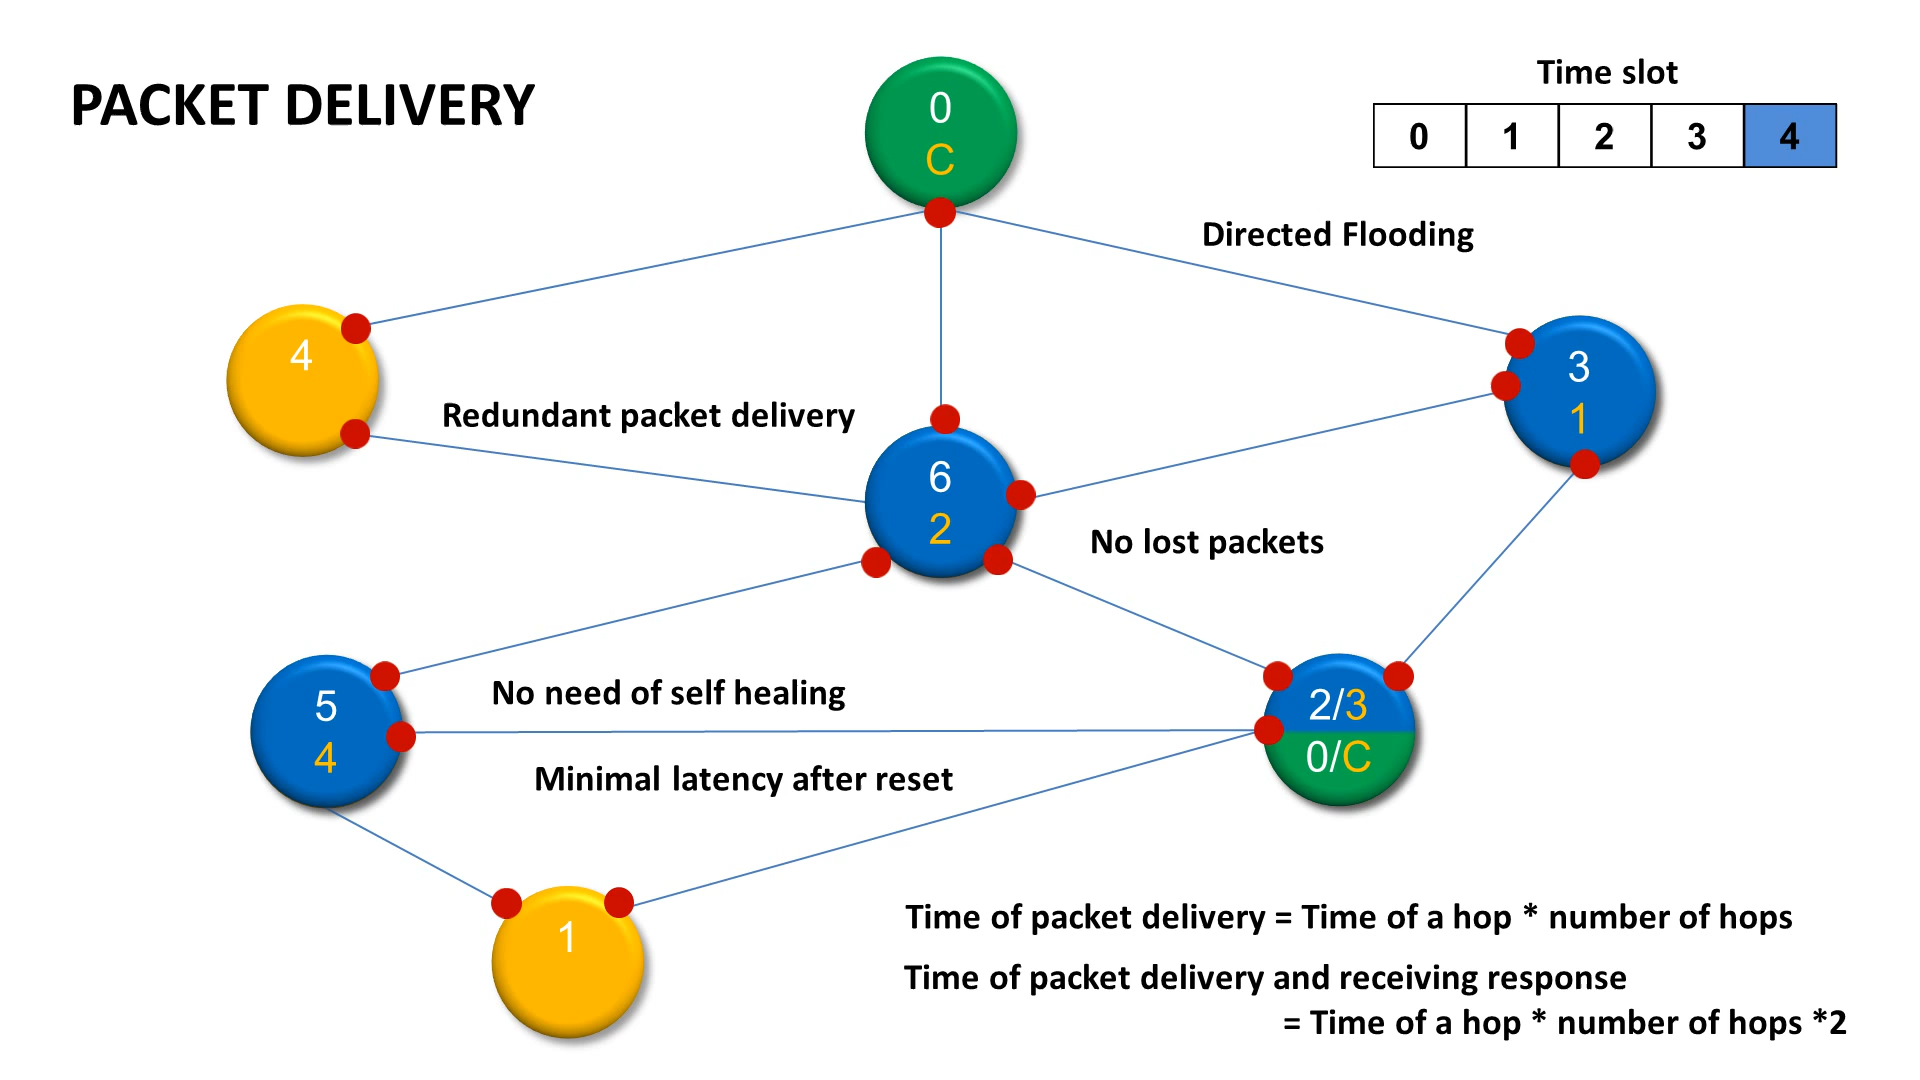 PACKET DELIVERY
0
C
Time slot
0 1 2 3 4
Directed Flooding
4
3
1
Redundant packet delivery
6
2
No lost packets
5
4
No need of self healing
2/3
0/C
Minimal latency after reset
1
Time of packet delivery = Time of a hop * number of hops
Time of packet delivery and receiving response
= Time of a hop * number of hops *2